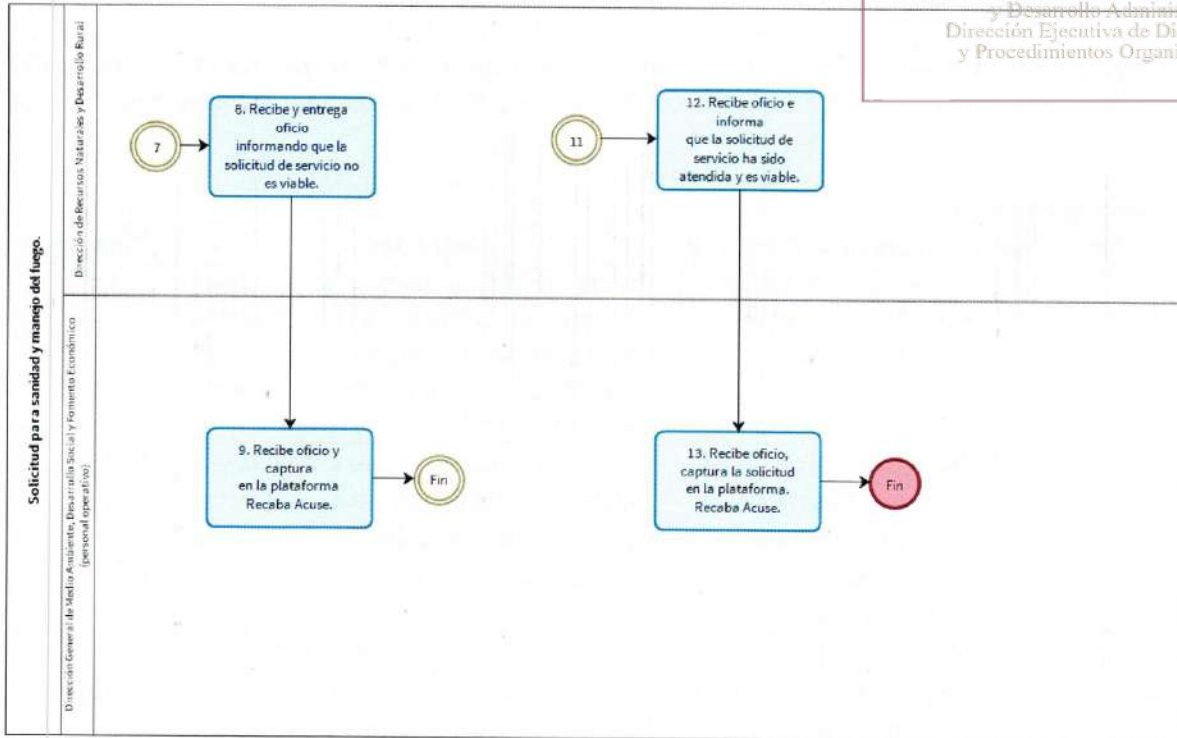 y Desarrollo Adminis
Dirección Ejecutiva de Di
y Procedimientos Organi
Solicitud para sanidad y manejo del fuego.
Dirección de Recursos Naturales y Desarrollo Rural
7
8. Recibe y entrega
oficio
informando que la
solicitud de servicio no
es viable.
11
12. Recibe oficio e
informa
que la solicitud de
servicio ha sido
atendida y es viable.
Dirección General de Medio Ambiente, Desarrollo Social y Fomento Económico
(personal operativo)
9. Recibe oficio y
captura
en la plataforma
Recaba Acuse.
Fin
13. Recibe oficio,
captura la solicitud
en la plataforma.
Recaba Acuse.
Fin